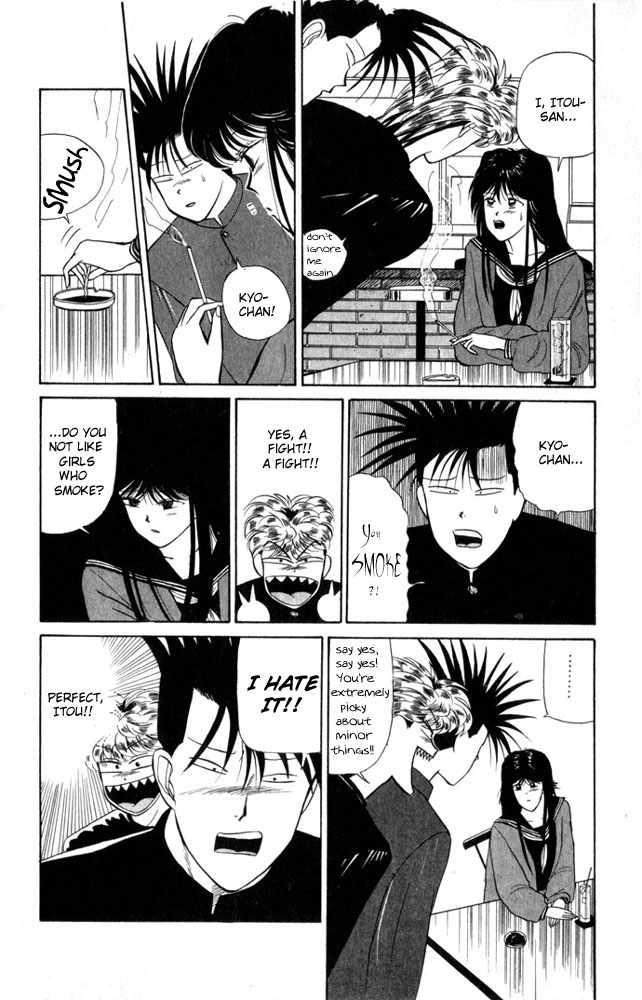 I, ITOU-
SAN...
don't
ignore
me
again
KYO-
CHAN!
SMUSH
KYO-
CHAN...
You
SMOKE
?!
YES, A
FIGHT!!
A FIGHT!!
...DO YOU
NOT LIKE
GIRLS
WHO
SMOKE?
.......
say yes,
say yes!
You're
extremely
picky
about
minor
things!!
I HATE
IT!!
PERFECT,
ITOU!!